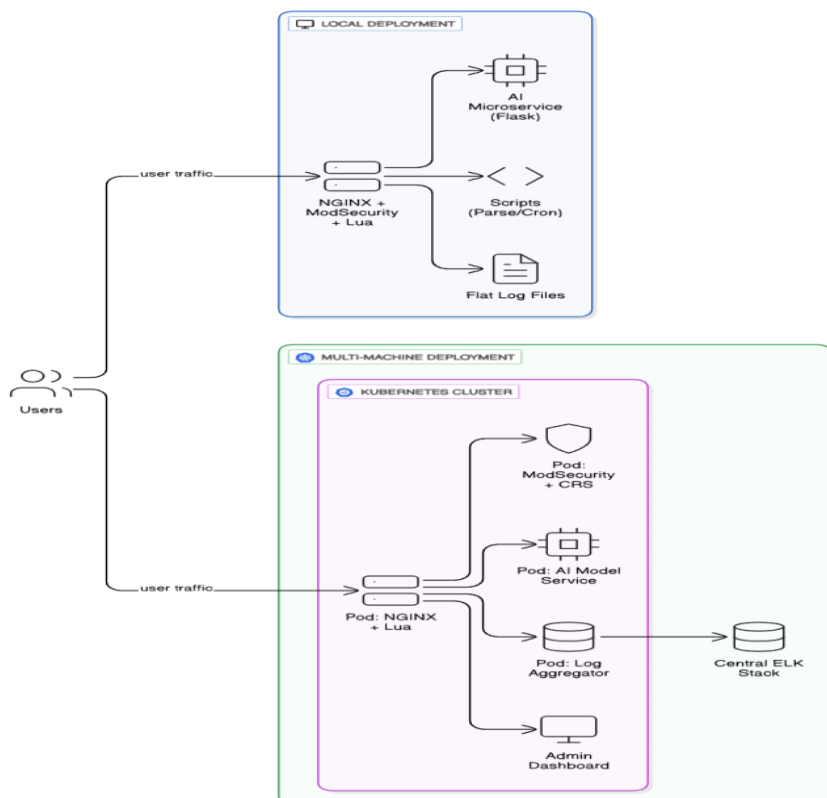 LOCAL DEPLOYMENT
AI
Microservice
(Flask)
user traffic
NGINX +
ModSecurity
+ Lua
Scripts
(Parse/Cron)
Flat Log Files
MULTI-MACHINE DEPLOYMENT
KUBERNETES CLUSTER
Users
Pod:
ModSecurity
+ CRS
Pod: AI Model
Service
user traffic
Pod: NGINX
+ Lua
Pod: Log
Aggregator
Central ELK
Stack
Admin
Dashboard